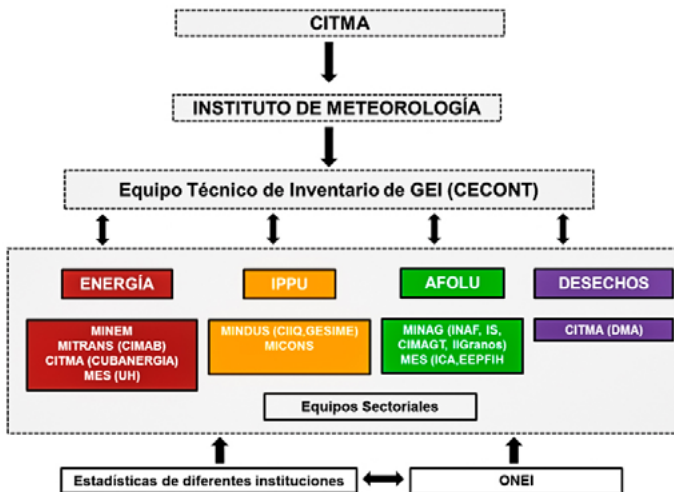 CITMA
INSTITUTO DE METEOROLOGÍA
Equipo Técnico de Inventario de GEI (CECONT)
ENERGÍA
IPPU
AFOLU
DESECHOS
MINEM
MITRANS (CIMAB)
CITMA (CUBANERGIA)
MES (UH)
MINDUS (CIIQ,GESIME)
MICONS
MINAG (INAF, IS,
CIMAGT, IIGranos)
MES (ICA,EEPFIH
CITMA (DMA)
Equipos Sectoriales
Estadísticas de diferentes instituciones
ONEI